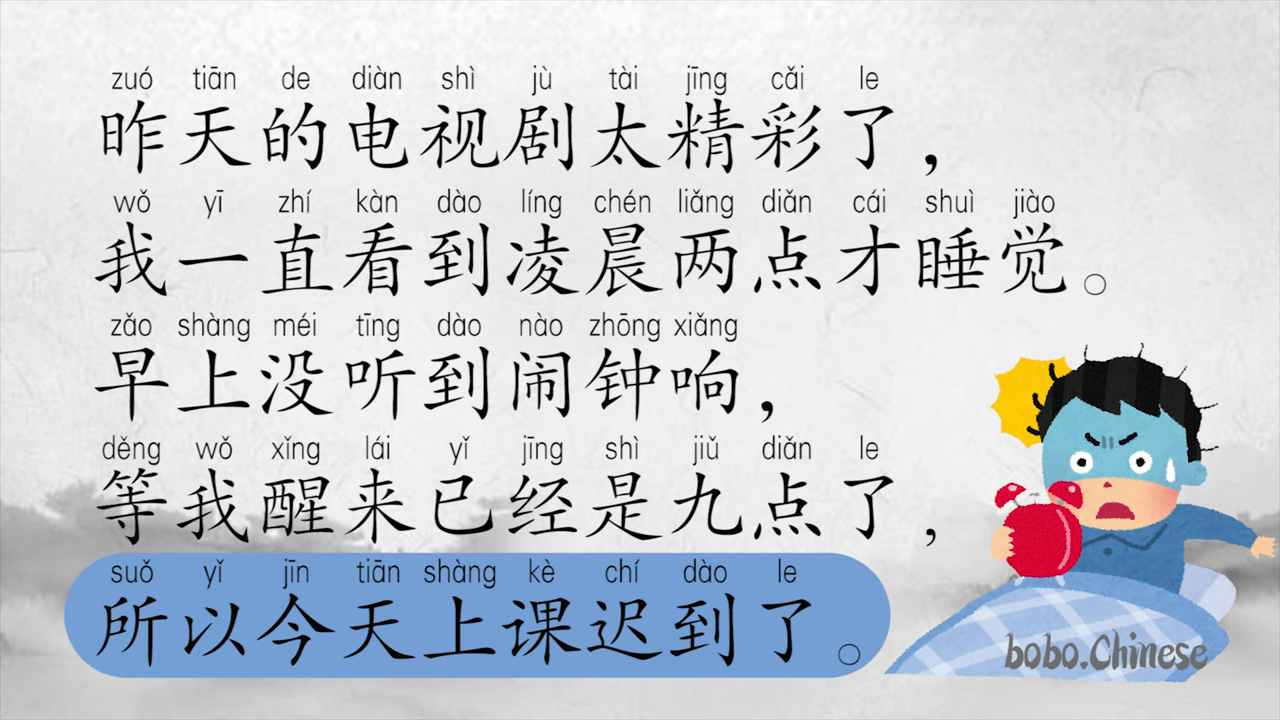 zuó tiān de diàn shì jù tài jīng cǎi le
昨天的电视剧太精彩了，
wǒ yī zhí kàn dào líng chén liǎng diǎn cái shuì jiào
我一直看到凌晨两点才睡觉。
zǎo shàng méi tīng dào nào zhōng xiǎng
早上没听到闹钟响，
děng wǒ xǐng lái yǐ jīng shì jiǔ diǎn le
等我醒来已经是九点了，
suǒ yǐ jīn tiān shàng kè chí dào le
所以今天上课迟到了。
bobo.Chinese